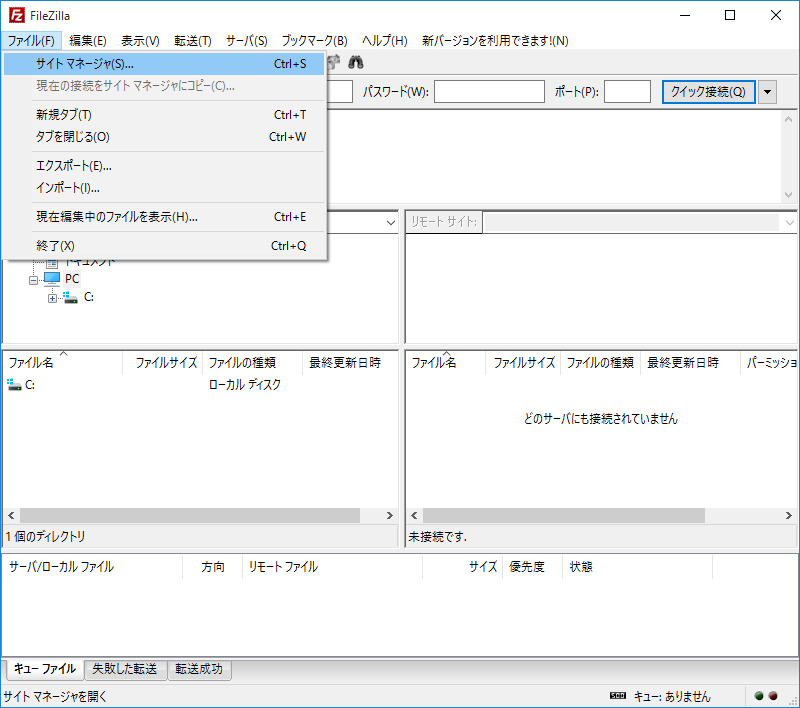 FileZilla
ファイル(F) 編集(E) 表示(V) 転送(T) サーバ(S) ブックマーク(B) ヘルプ(H) 新バージョンを利用できます!(N)
サイト マネージャ(S)... Ctrl+S
現在の接続をサイト マネージャにコピー(C)...
パスワード(W): ポート(P): クイック接続(Q)
新規タブ(T) Ctrl+T
タブを閉じる(O) Ctrl+W
エクスポート(E)...
インポート(I)...
現在編集中のファイルを表示(H)... Ctrl+E
リモート サイト:
終了(X) Ctrl+Q
ドキュメント
PC
C:
ファイル名 ファイルサイズ ファイルの種類 最終更新日時
C: ローカル ディスク
ファイル名 ファイルサイズ ファイルの種類 最終更新日時 パーミッショ
どのサーバにも接続されていません
1 個のディレクトリ
未接続です.
サーバ/ローカル ファイル 方向 リモート ファイル サイズ 優先度 状態
キュー ファイル 失敗した転送 転送成功
サイト マネージャを開く キュー: ありません